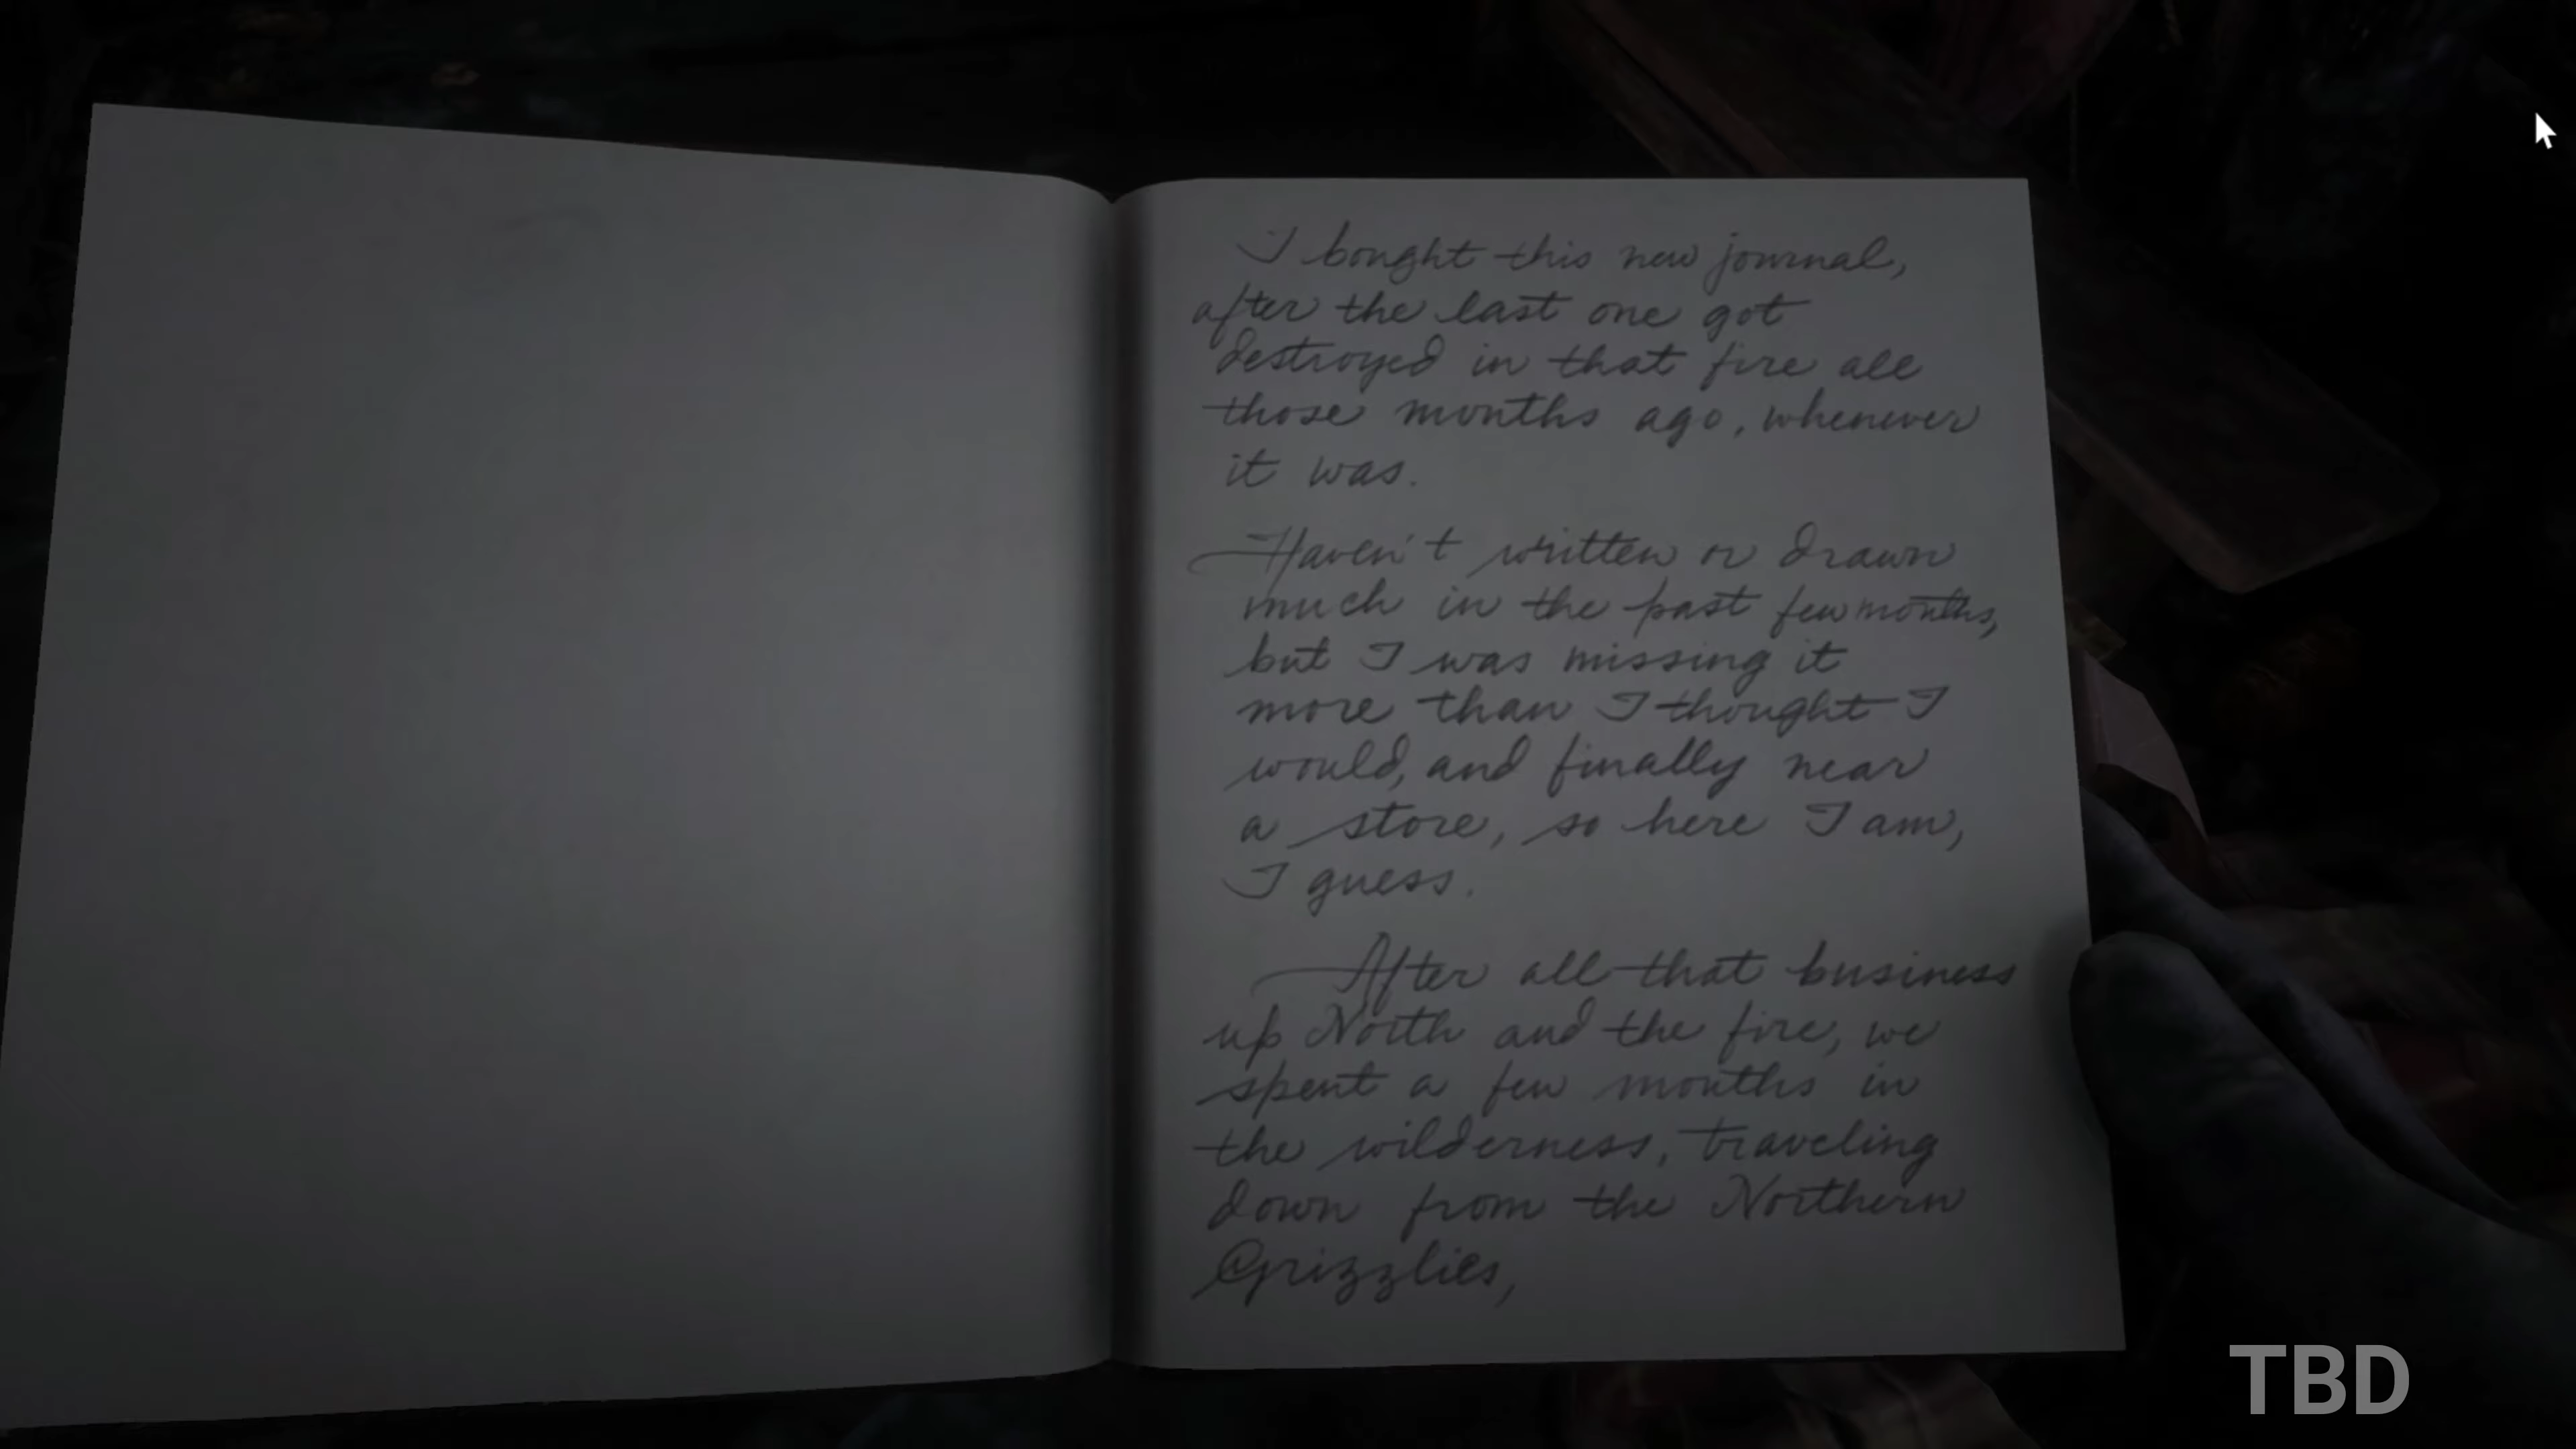 I bought this new journal,
after the last one got
destroyed in that fire all
those months ago, whenever
it was.
Haven't written or drawn
much in the past few months,
but I was missing it
more than I thought I
would, and finally near
a store, so here I am,
I guess.
After all that business
up North and the fire, we
spent a few months in
the wilderness, traveling
down from the Northern
Grizzlies,
TBD